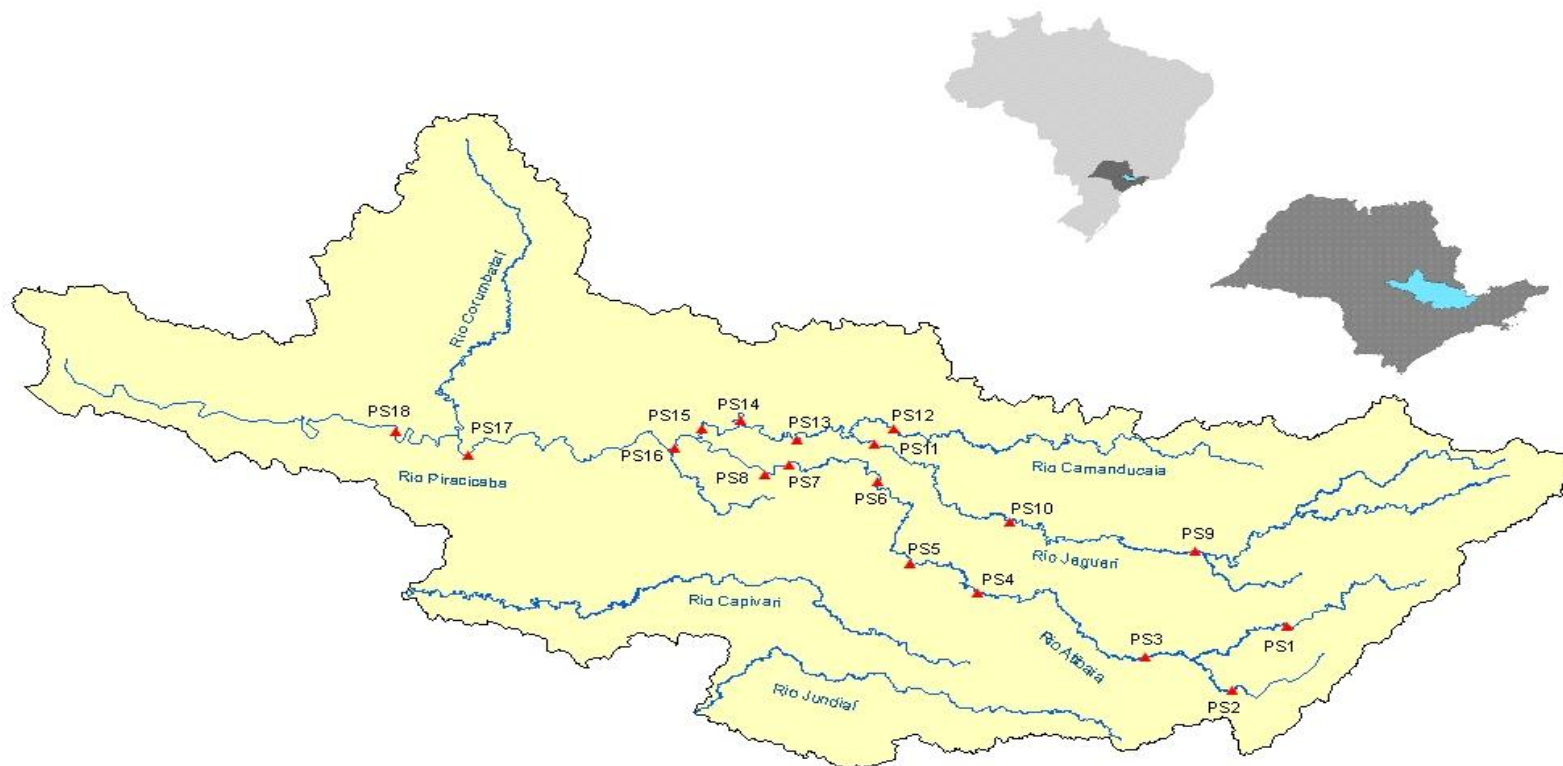 Rio Corumbataí
PS18
PS17
PS15
PS14
PS13
PS12
PS16
PS11
Rio Piracicaba
PS8
PS7
PS6
Rio Camanducaia
PS10
PS9
Rio Jaguari
PS5
PS4
Rio Capivari
PS3
PS1
Rio Atibaia
PS2
Rio Jundiaí